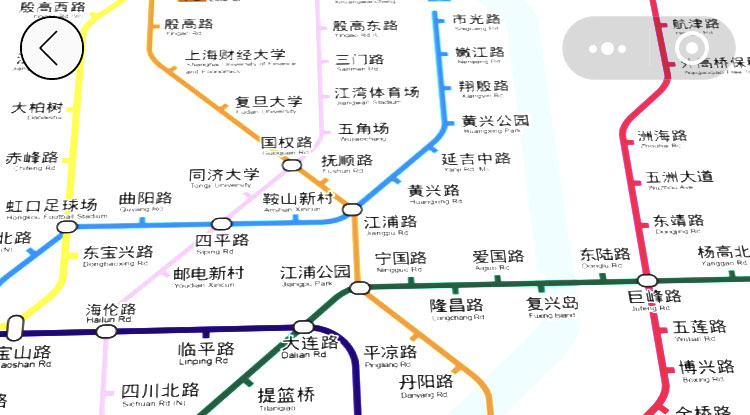 殷高西路
殷高路
Yingao Rd
上海财经大学
Shanghai University of Finance
and Economics
复旦大学
Fudan University
国权路
Guoquan Rd
殷高东路
三门路
Sanmen Rd
江湾体育场
Jiangwan Stadium
五角场
Wujiaochang
市光路
嫩江路
Nenjiang Rd
翔殷路
Xiangyin Rd
黄兴公园
Huangxing Park
延吉中路
黄兴路
Huangxing Rd
航津路
洲海路
Zhouhai Rd
五洲大道
Wuzhou Ave
东靖路
Dongjing Rd
大柏树
Dabaishu
赤峰路
Chifeng Rd
虹口足球场
Hongkou Football Stadium
曲阳路
Quyang Rd
同济大学
Tongji University
抚顺路
Fushun Rd
鞍山新村
Anshan Xincun
江浦路
Jiangpu Rd
四平路
Siping Rd
北路
东宝兴路
Dongbaoxing Rd
邮电新村
Youdian Xincun
江浦公园
Jiangpu Park
宁国路
Ningguo Rd
爱国路
Aiguo Rd
东陆路
Donglu Rd
杨高北
Yanggao Rd
隆昌路
Longchang Rd
复兴岛
Fuxing Island
巨峰路
Jufeng Rd
海伦路
Hailun Rd
宝山路
Baoshan Rd
临平路
Linping Rd
大连路
Dalian Rd
平凉路
Pingliang Rd
五莲路
Wulian Rd
四川北路
Sichuan Rd (N)
提篮桥
Tilanqiao
丹阳路
Danyang Rd
博兴路
Boxing Rd
金桥路
路